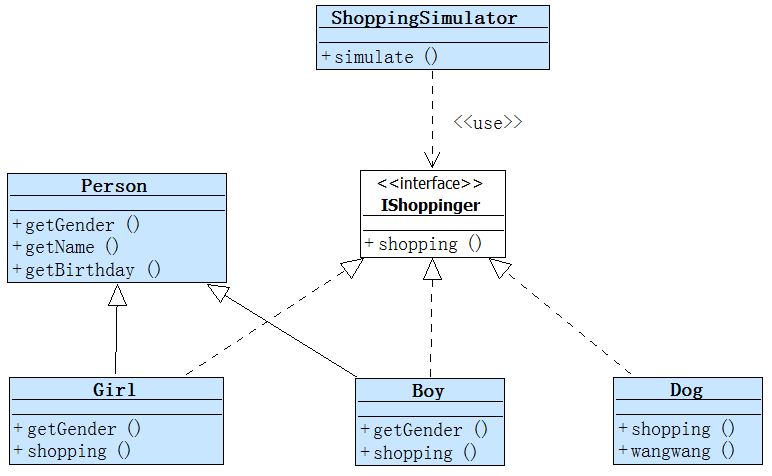 ShoppingSimulator
+ simulate ()
<<use>>
<<interface>>
IShoppinger
+ shopping ()
Person
+ getGender ()
+ getName ()
+ getBirthday ()
Girl
+ getGender ()
+ shopping ()
Boy
+ getGender ()
+ shopping ()
Dog
+ shopping ()
+ wangwang ()